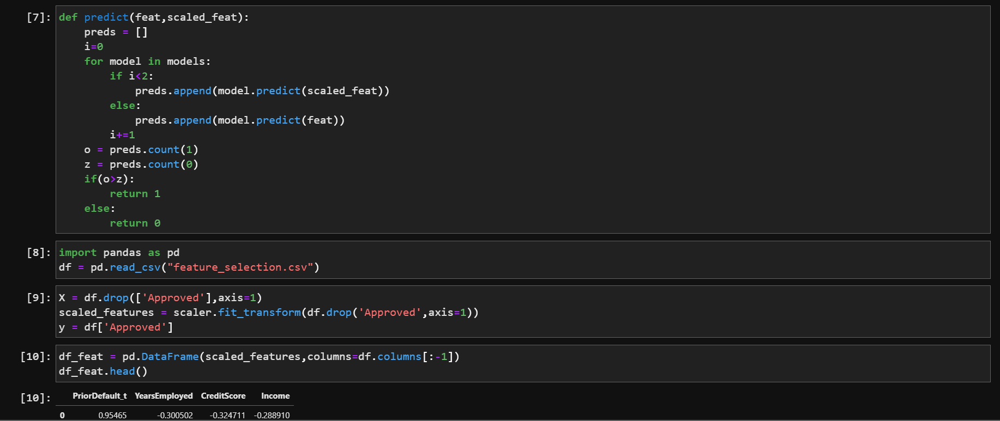 [7]: def predict(feat,scaled_feat):
    preds = []
    i=0
    for model in models:
        if i<2:
            preds.append(model.predict(scaled_feat))
        else:
            preds.append(model.predict(feat))
        i+=1
    o = preds.count(1)
    z = preds.count(0)
    if(o>z):
        return 1
    else:
        return 0
[8]: import pandas as pd
df = pd.read_csv("feature_selection.csv")
[9]: X = df.drop(['Approved'],axis=1)
scaled_features = scaler.fit_transform(df.drop('Approved',axis=1))
y = df['Approved']
[10]: df_feat = pd.DataFrame(scaled_features,columns=df.columns[:-1])
df_feat.head()
[10]: PriorDefault_t YearsEmployed CreditScore Income
0 0.95465 -0.300502 -0.324711 -0.288910